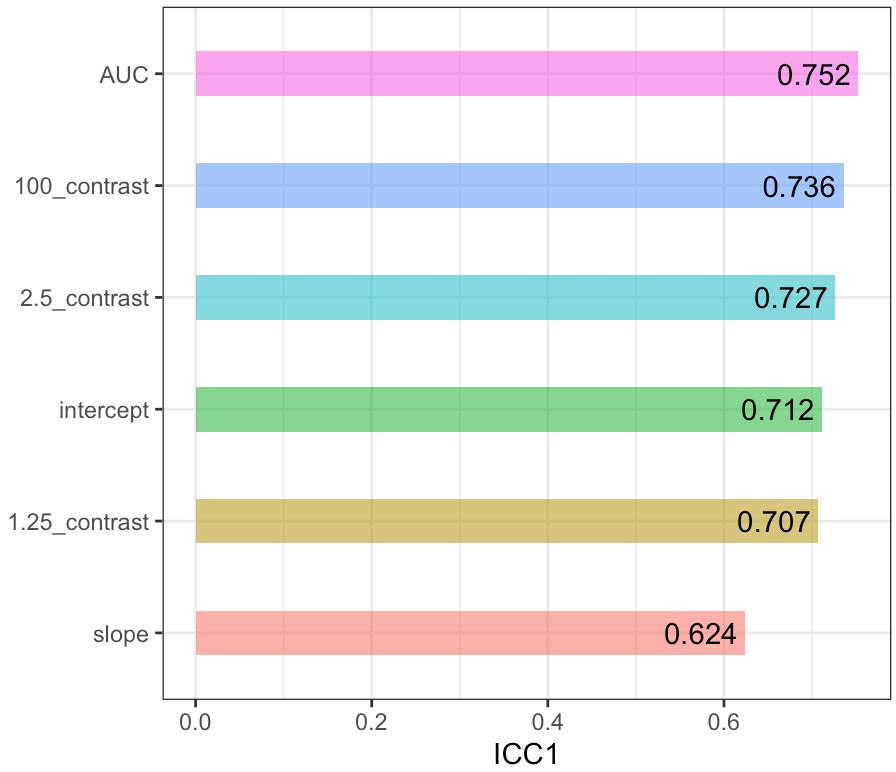 AUC 0.752
100_contrast 0.736
2.5_contrast 0.727
intercept 0.712
1.25_contrast 0.707
slope 0.624
0.0 0.2 0.4 0.6
ICC1